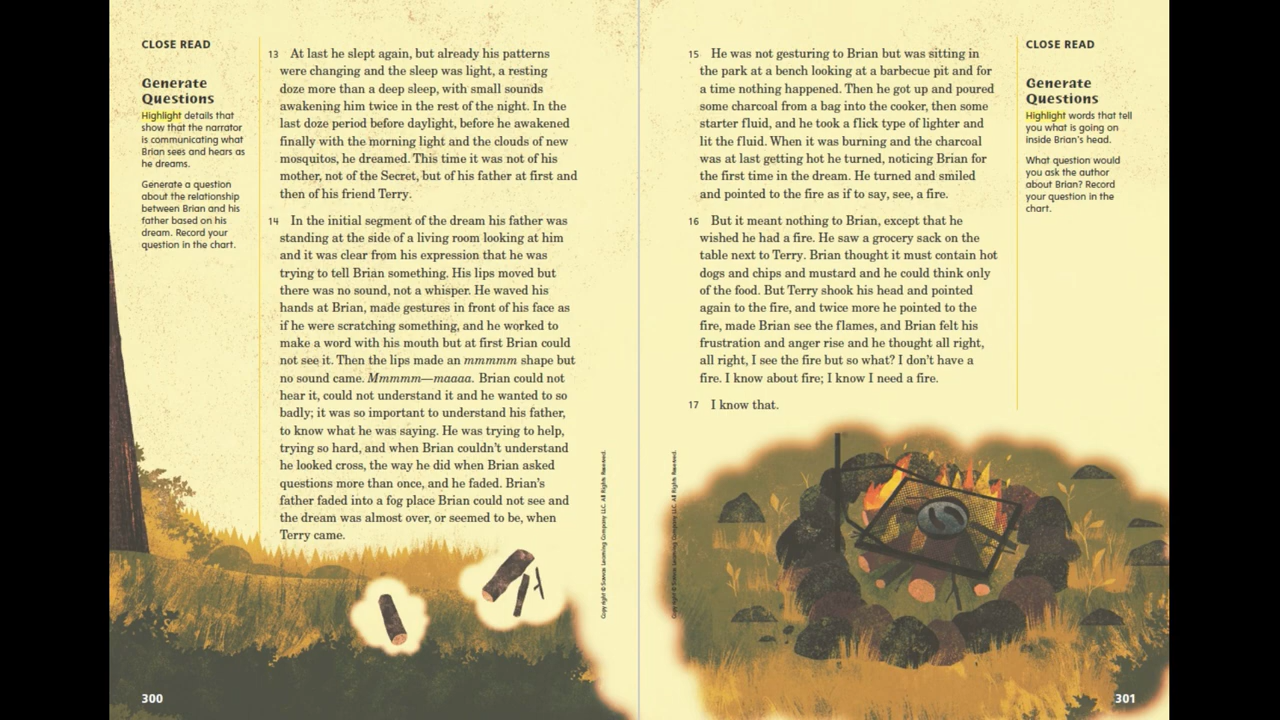 CLOSE READ
Generate
Questions
Highlight details that
show that the narrator
is communicating what
Brian sees and hears as
he dreams.
Generate a question
about the relationship
between Brian and his
father based on his
dream. Record your
question in the chart.
13 At last he slept again, but already his patterns
were changing and the sleep was light, a resting
doze more than a deep sleep, with small sounds
awakening him twice in the rest of the night. In the
last doze period before daylight, before he awakened
finally with the morning light and the clouds of new
mosquitos, he dreamed. This time it was not of his
mother, not of the Secret, but of his father at first and
then of his friend Terry.
14 In the initial segment of the dream his father was
standing at the side of a living room looking at him
and it was clear from his expression that he was
trying to tell Brian something. His lips moved but
there was no sound, not a whisper. He waved his
hands at Brian, made gestures in front of his face as
if he were scratching something, and he worked to
make a word with his mouth but at first Brian could
not see it. Then the lips made an mmmmm shape but
no sound came. Mmmmm—maaaa. Brian could not
hear it, could not understand it and he wanted to so
badly; it was so important to understand his father,
to know what he was saying. He was trying to help,
trying so hard, and when Brian couldn't understand
he looked cross, the way he did when Brian asked
questions more than once, and he faded. Brian's
father faded into a fog place Brian could not see and
the dream was almost over, or seemed to be, when
Terry came.
Copyright © Savvas Learning Company LLC. All Rights Reserved.
300
15 He was not gesturing to Brian but was sitting in
the park at a bench looking at a barbecue pit and for
a time nothing happened. Then he got up and poured
some charcoal from a bag into the cooker, then some
starter fluid, and he took a flick type of lighter and
lit the fluid. When it was burning and the charcoal
was at last getting hot he turned, noticing Brian for
the first time in the dream. He turned and smiled
and pointed to the fire as if to say, see, a fire.
16 But it meant nothing to Brian, except that he
wished he had a fire. He saw a grocery sack on the
table next to Terry. Brian thought it must contain hot
dogs and chips and mustard and he could think only
of the food. But Terry shook his head and pointed
again to the fire, and twice more he pointed to the
fire, made Brian see the flames, and Brian felt his
frustration and anger rise and he thought all right,
all right, I see the fire but so what? I don't have a
fire. I know about fire; I know I need a fire.
17 I know that.
Copyright © Savvas Learning Company LLC. All Rights Reserved.
CLOSE READ
Generate
Questions
Highlight words that tell
you what is going on
inside Brian's head.
What question would
you ask the author
about Brian? Record
your question in the
chart.
301